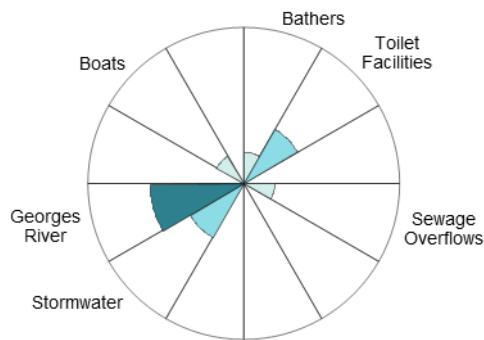 Bathers
Toilet
Facilities
Boats
Georges
River
Sewage
Overflows
Stormwater